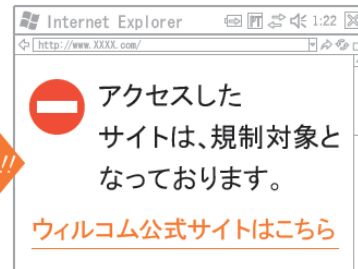 Internet Explorer PT 1:22
http://www.XXXX.com/
!!
アクセスした
サイトは、規制対象と
なっております。
ウィルコム公式サイトはこちら